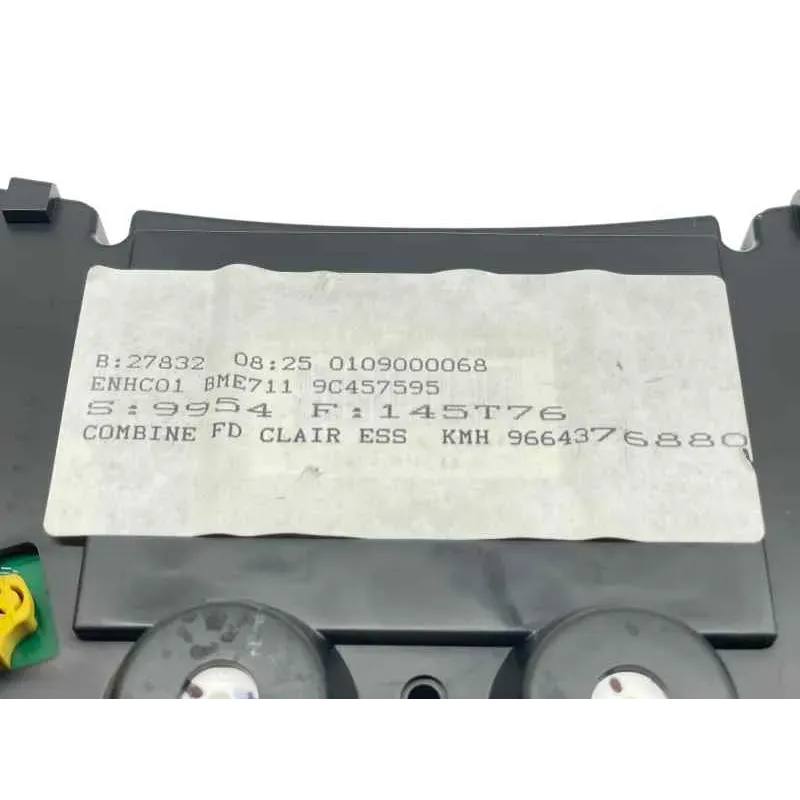 B:27832 08:25 0109000068
ENHC01 BME711 9C457595
S:9954 F:145T76
COMBINE FD CLAIR ESS KMH 9664376880